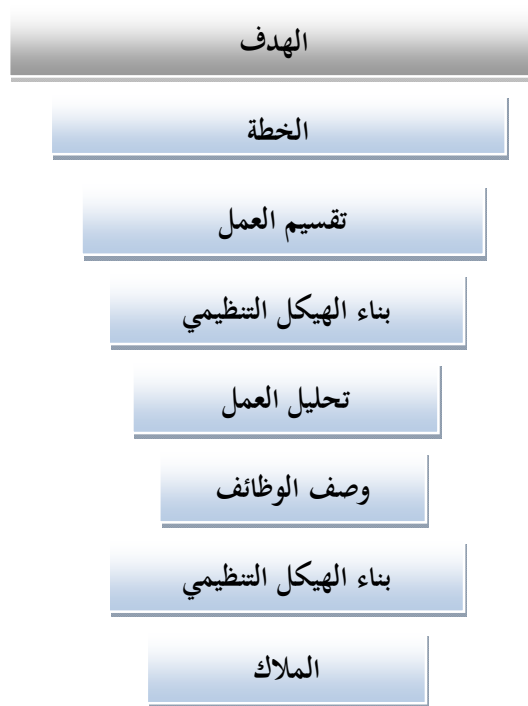 الهدف
الخطة
تقسيم العمل
بناء الهيكل التنظيمي
تحليل العمل
وصف الوظائف
بناء الهيكل التنظيمي
الملاك